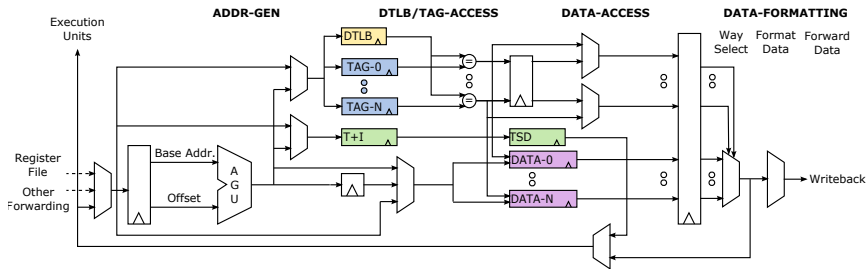 Execution
Units
ADDR-GEN
DTLB/TAG-ACCESS
DATA-ACCESS
DATA-FORMATTING
Way
Select
Format
Data
Forward
Data
DTLB
TAG-0
=
TAG-N
=
T+I
TSD
Register
File
Other
Forwarding
Base Addr.
Offset
A
G
U
DATA-0
DATA-N
Writeback